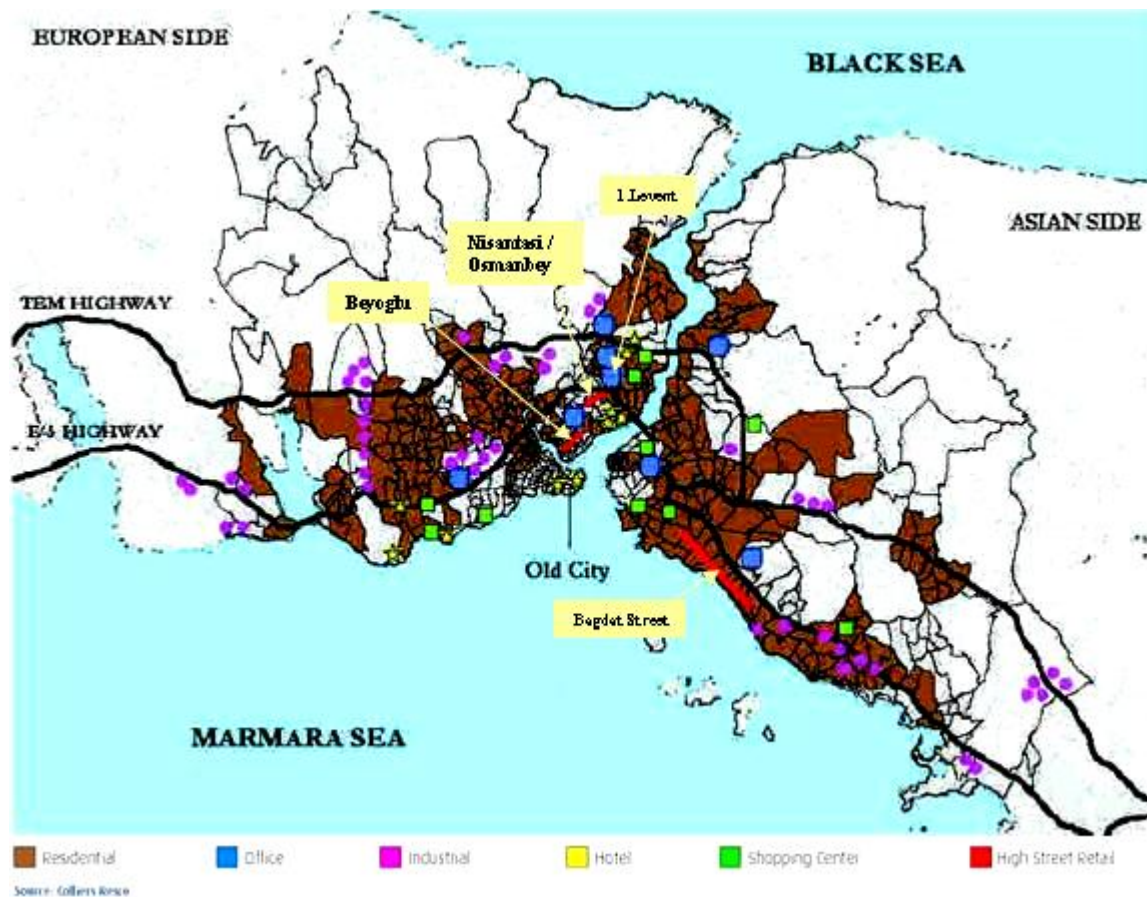 EUROPEAN SIDE
BLACK SEA
1.Levent
ASIAN SIDE
Nisantasi /
Osmanbey
TEM HIGHWAY
Beyoglu
E/5 HIGHWAY
Old City
Bagdat Street
MARMARA SEA
Residential
Office
Industrial
Hotel
Shopping Center
High Street Retail
Source: Colliers Resco